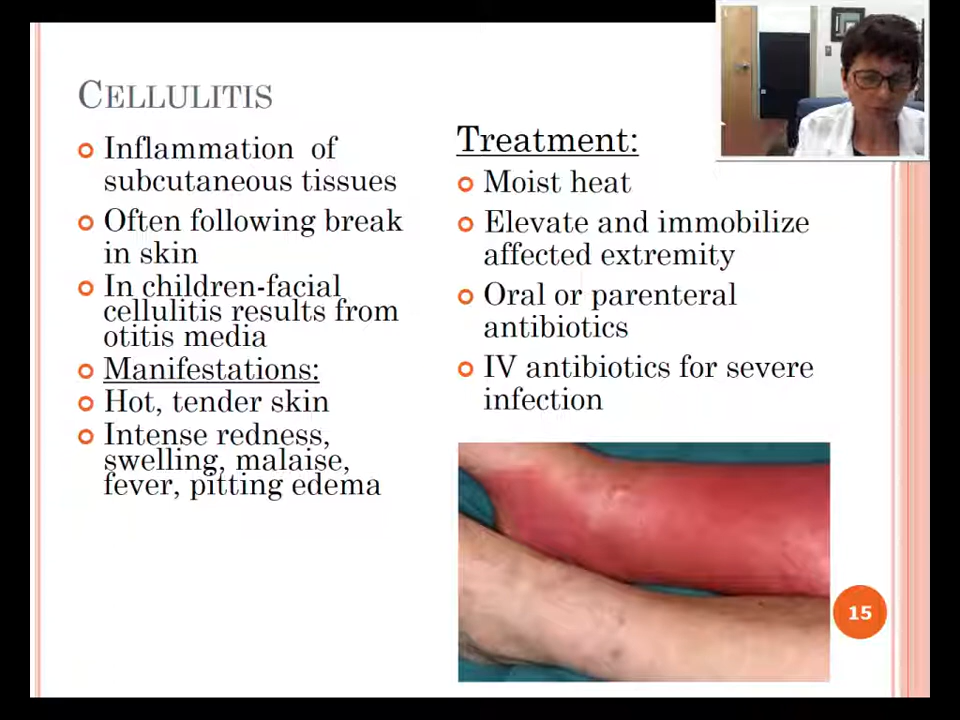 CELLULITIS
Inflammation of
subcutaneous tissues
Often following break
in skin
In children-facial
cellulitis results from
otitis media
Manifestations:
Hot, tender skin
Intense redness,
swelling, malaise,
fever, pitting edema
Treatment:
Moist heat
Elevate and immobilize
affected extremity
Oral or parenteral
antibiotics
IV antibiotics for severe
infection
15